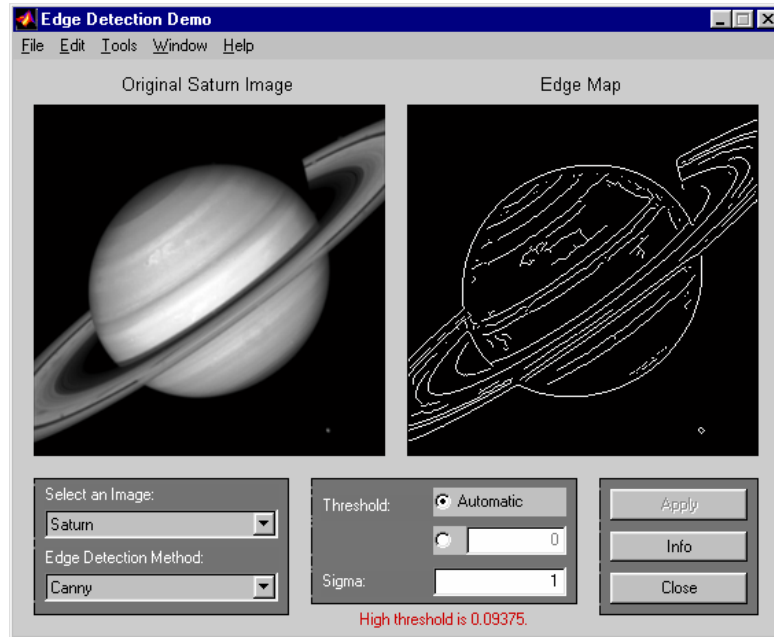 Edge Detection Demo
File Edit Tools Window Help
Original Saturn Image
Edge Map
Select an Image:
Saturn
Edge Detection Method:
Canny
Threshold:
Automatic
0
Sigma:
1
High threshold is 0.09375.
Apply
Info
Close